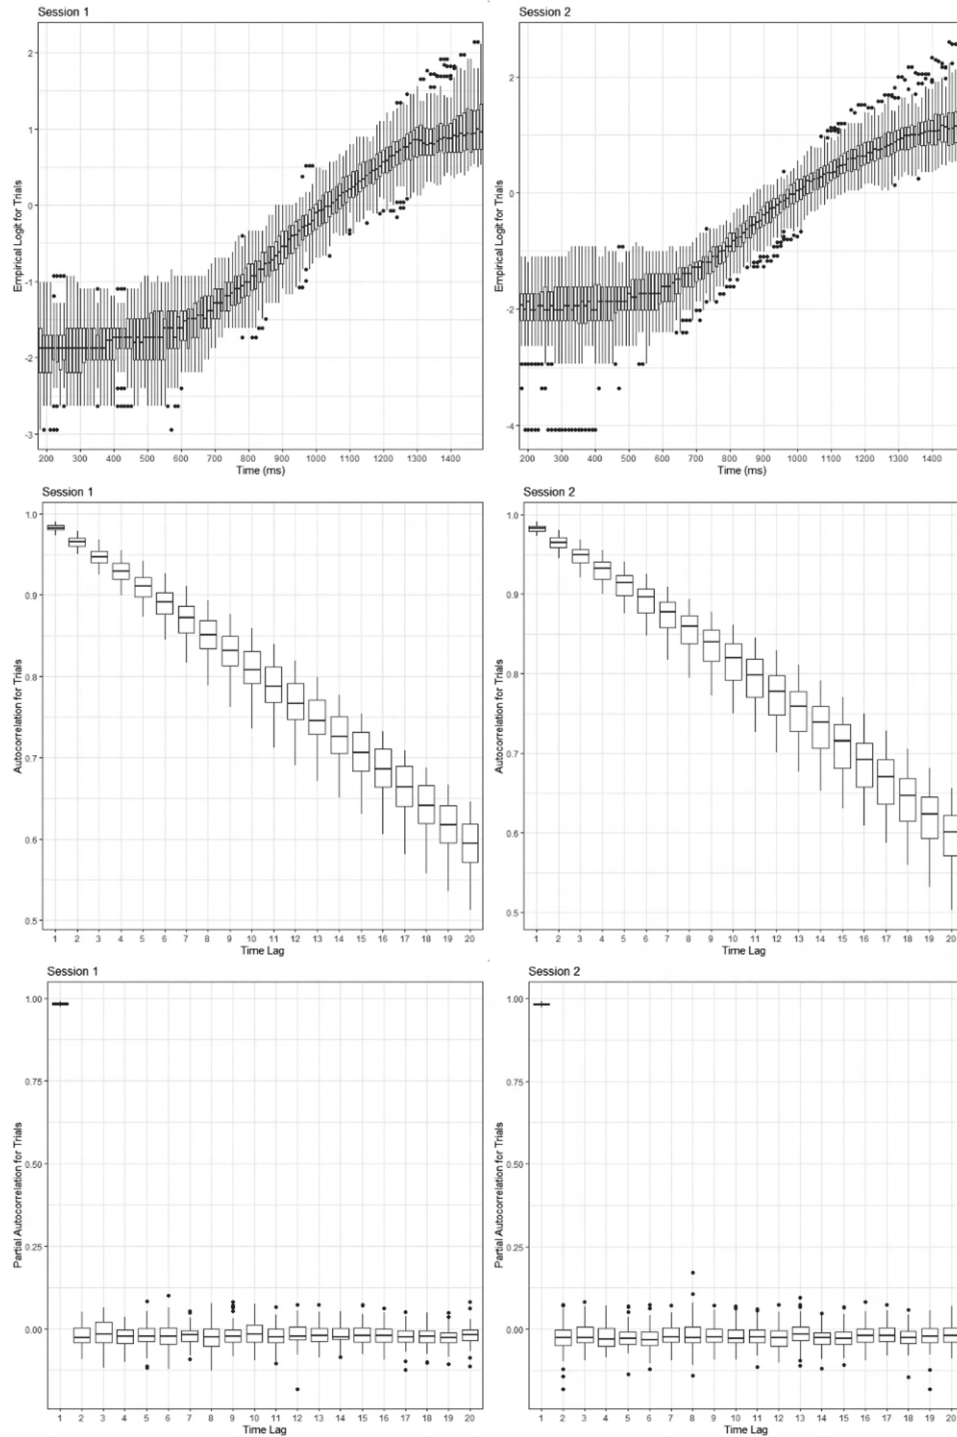 Session 1
Session 2
Empirical Logit for Trials
2
1
0
-1
-2
-3
200 300 400 500 600 700 800 900 1000 1100 1200 1300 1400
Time (ms)
Empirical Logit for Trials
2
0
-2
-4
200 300 400 500 600 700 800 900 1000 1100 1200 1300 1400
Time (ms)
Session 1
Session 2
Autocorrelation for Trials
1.0
0.9
0.8
0.7
0.6
0.5
1 2 3 4 5 6 7 8 9 10 11 12 13 14 15 16 17 18 19 20
Time Lag
Autocorrelation for Trials
1.0
0.9
0.8
0.7
0.6
0.5
1 2 3 4 5 6 7 8 9 10 11 12 13 14 15 16 17 18 19 20
Time Lag
Session 1
Session 2
Partial Autocorrelation for Trials
1.00
0.75
0.50
0.25
0.00
1 2 3 4 5 6 7 8 9 10 11 12 13 14 15 16 17 18 19 20
Time Lag
Partial Autocorrelation for Trials
1.00
0.75
0.50
0.25
0.00
1 2 3 4 5 6 7 8 9 10 11 12 13 14 15 16 17 18 19 20
Time Lag